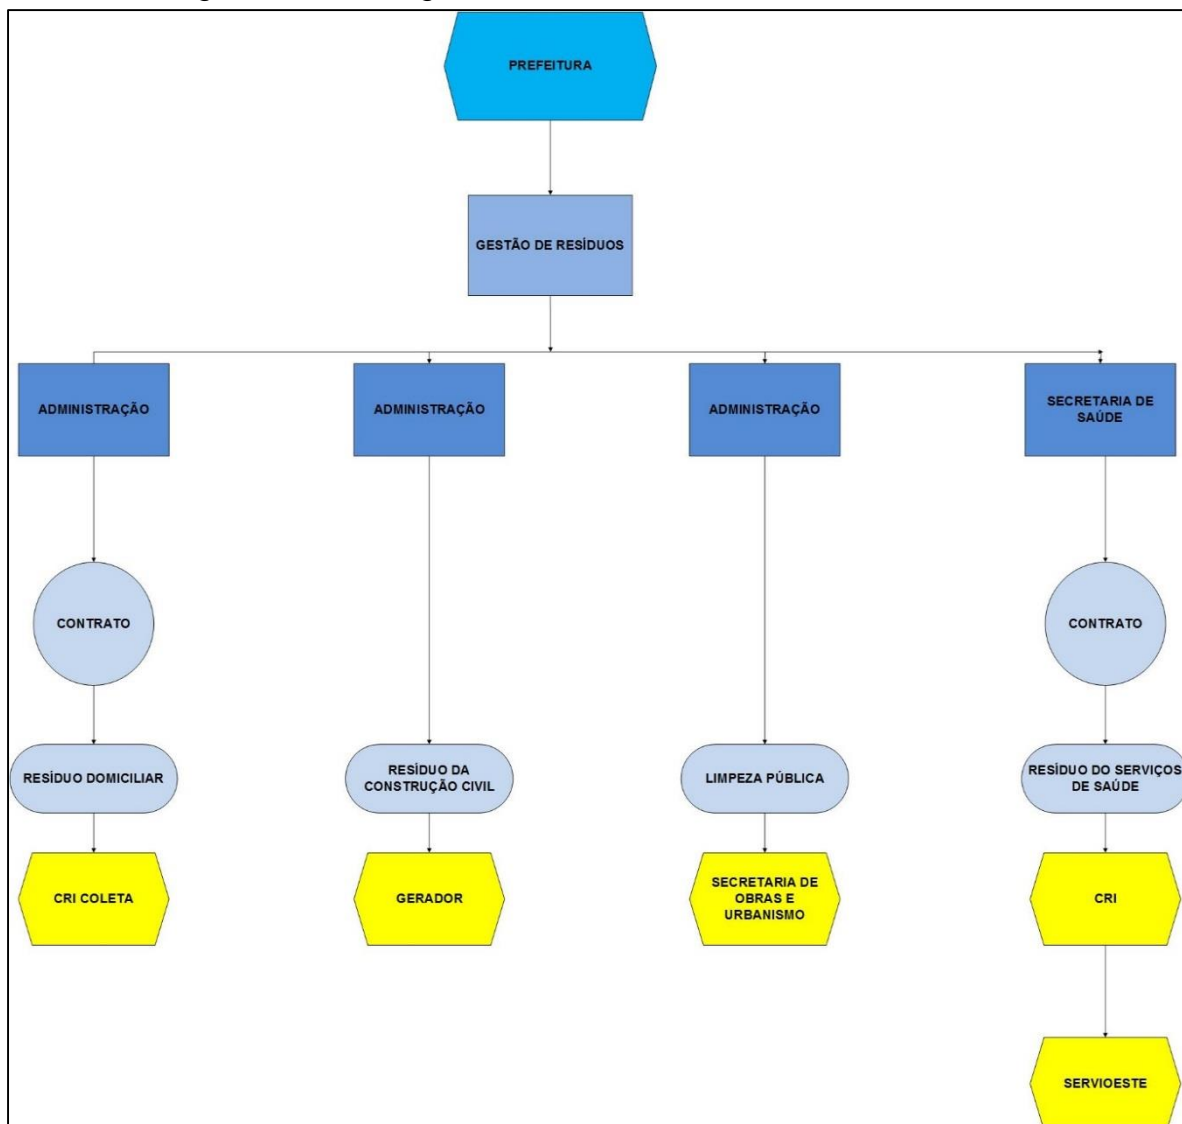 PREFEITURA
GESTÃO DE RESÍDUOS
ADMINISTRAÇÃO
ADMINISTRAÇÃO
ADMINISTRAÇÃO
SECRETARIA DE
SAÚDE
CONTRATO
CONTRATO
RESÍDUO DOMICILIAR
RESÍDUO DA
CONSTRUÇÃO CIVIL
LIMPEZA PÚBLICA
RESÍDUO DO SERVIÇOS
DE SAÚDE
CRI COLETA
GERADOR
SECRETARIA DE
OBRAS E
URBANISMO
CRI
SERVIOESTE